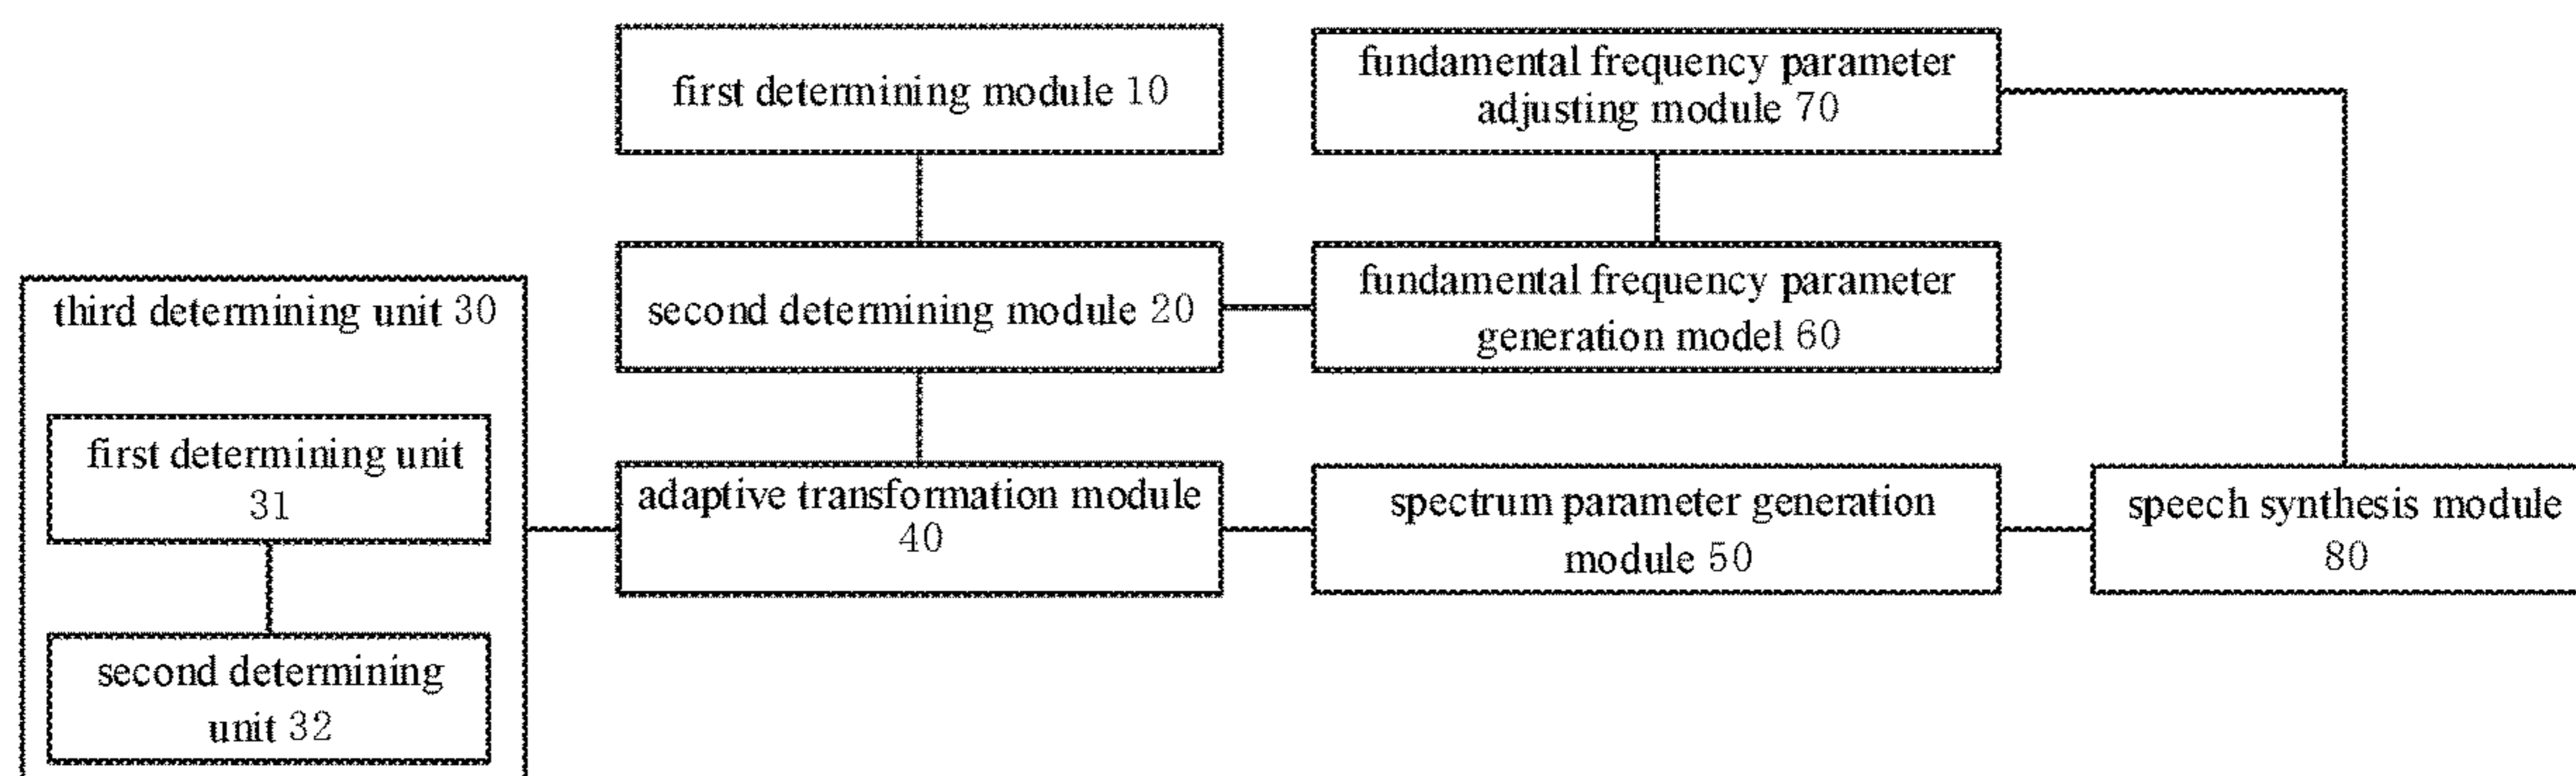 first determining module 10
fundamental frequency parameter
adjusting module 70
third determining unit 30
second determining module 20
fundamental frequency parameter
generation model 60
first determining unit
31
adaptive transformation module
40
spectrum parameter generation
module 50
speech synthesis module
80
second determining
unit 32